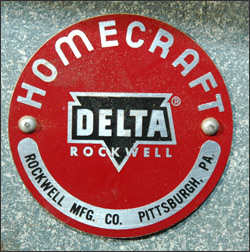 HOMECRAFT
DELTA®
ROCKWELL
ROCKWELL MFG. CO. PITTSBURGH, PA.